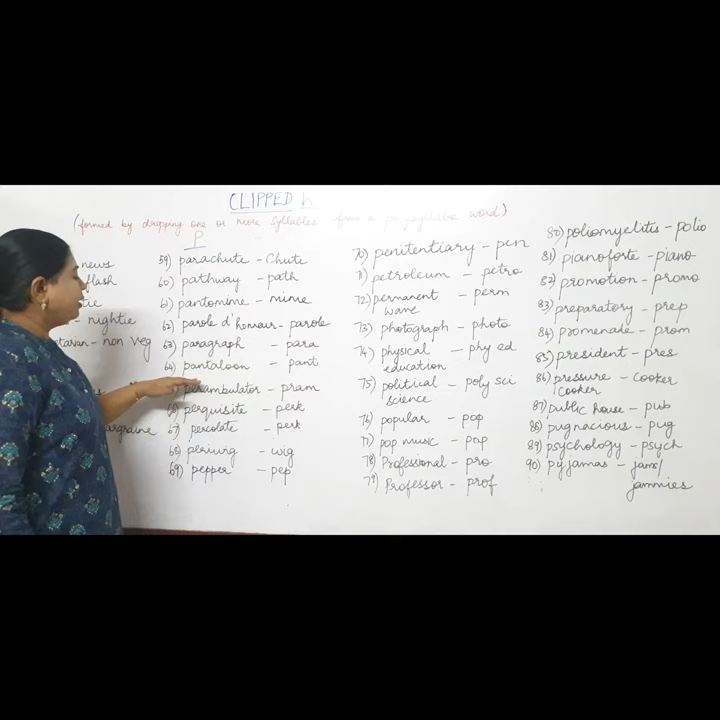 CLIPPED
(formed by dropping one or more syllables from a polysyllabic word)
P
news
flash
tie
- nightie
- non veg
59) parachute - Chute
60) pathway - path
61) pantomime - mime
62) parole d'honneur - parole
63) paragraph - para
64) pantaloon - pant
perambulator - pram
66) perquisite - perk
67) percolate - perk
68) periwig - wig
69) pepper - pep
70) penitentiary - pen
71) petroleum - petro
72) permanent - perm
wave
73) photograph - photo
74) physical - phy ed
education
75) political - poly sci
science
76) popular - pop
77) pop music - pop
78) Professional - pro
79) Professor - prof
80) poliomyelitis - polio
81) pianoforte - piano
82) promotion - promo
83) preparatory - prep
84) promenade - prom
85) president - pres
86) pressure - cooker
cooker
87) public house - pub
88) pugnacious - pug
89) psychology - psych
90) pyjamas - jams/
jammies